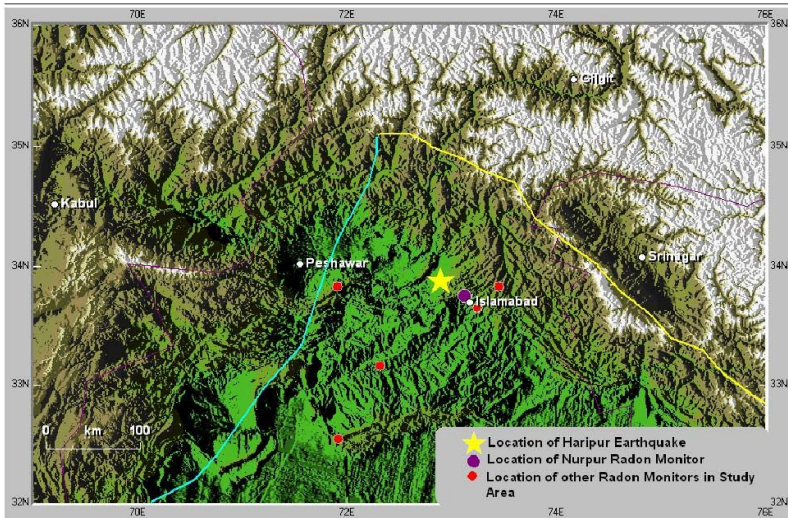 70E 72E 74E 76E
36N 36N
Gilgit
35N 35N
Kabul
Srinagar
34N Peshawar 34N
Islamabad
33N 33N
0 km 100
Location of Haripur Earthquake
Location of Nurpur Radon Monitor
Location of other Radon Monitors in Study
Area
32N 32N
70E 72E 74E 76E